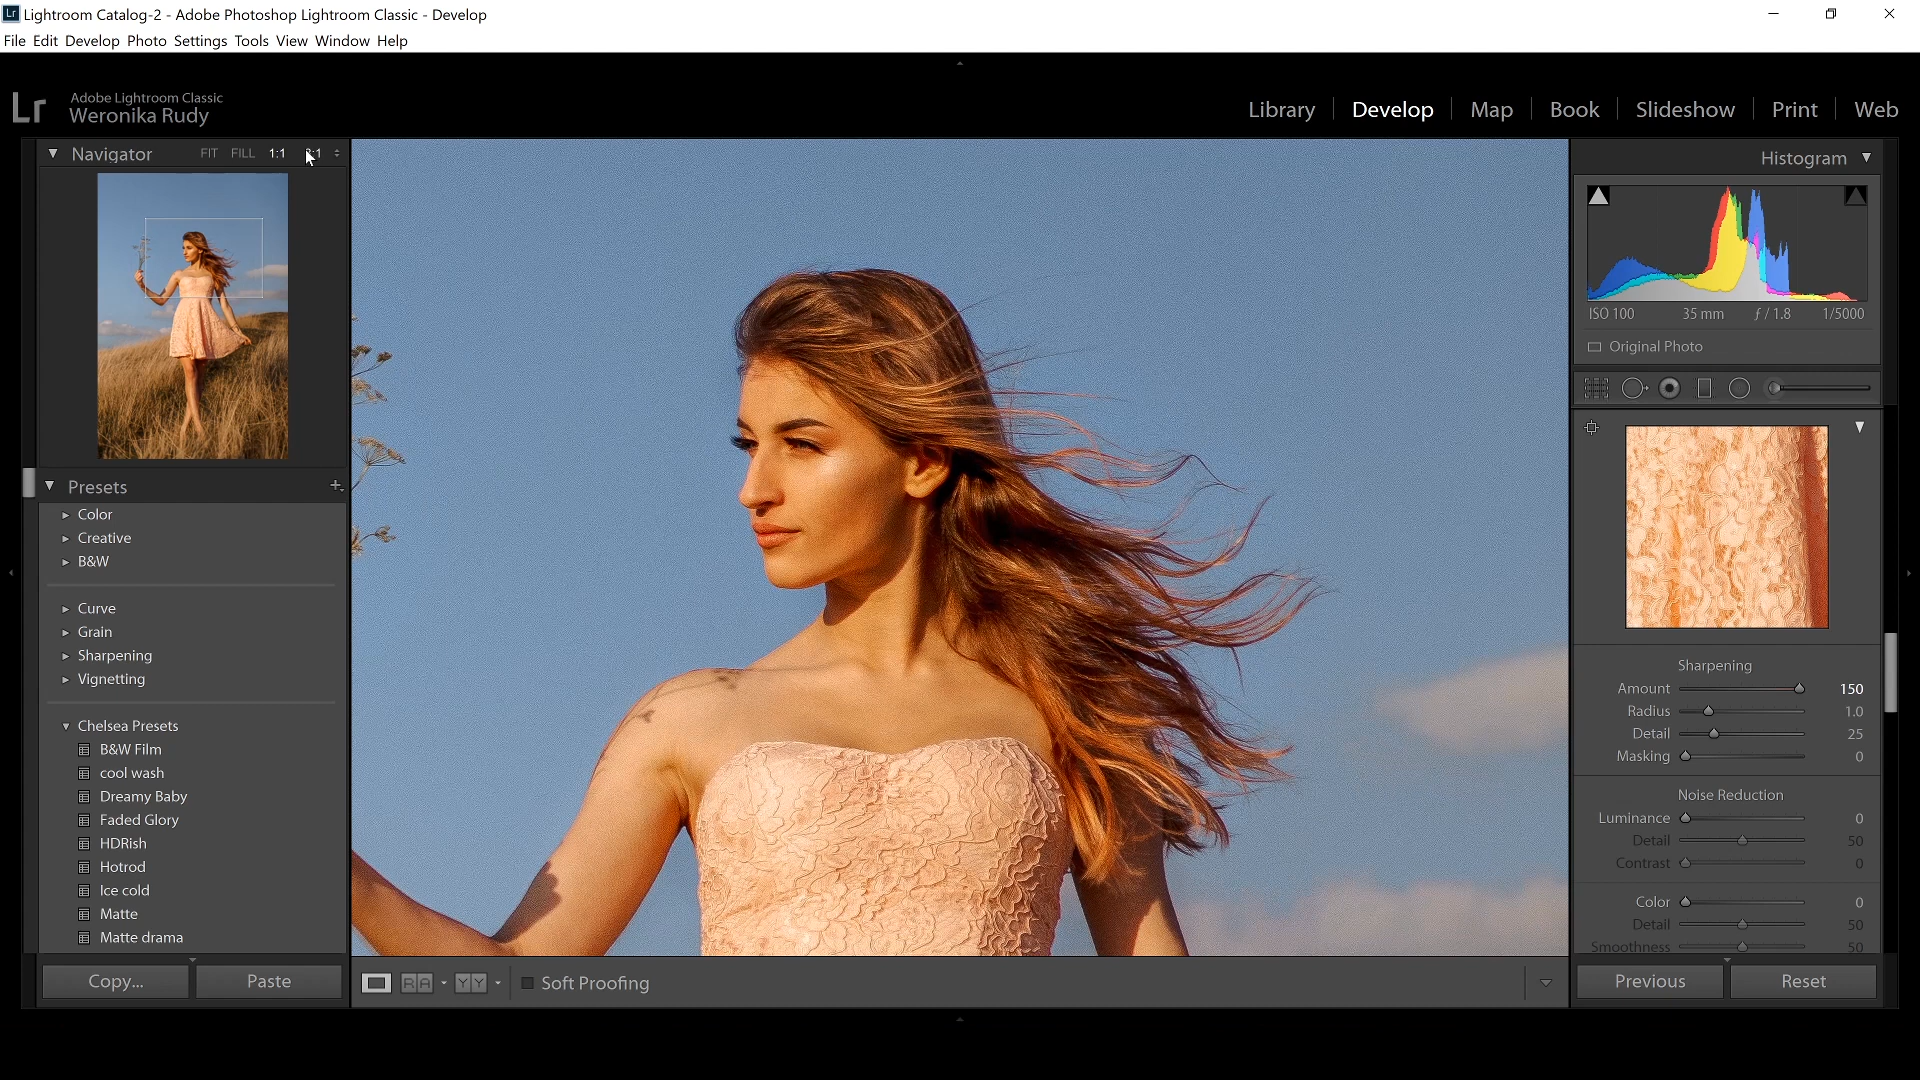 Lightroom Catalog-2 - Adobe Photoshop Lightroom Classic - Develop
File Edit Develop Photo Settings Tools View Window Help
Lr Adobe Lightroom Classic
Weronika Rudy
Library Develop Map Book Slideshow Print Web
Navigator FIT FILL 1:1
Histogram
ISO 100 35 mm ƒ / 1.8 1/5000
Original Photo
Presets
Color
Creative
B&W
Curve
Grain
Sharpening
Vignetting
Chelsea Presets
B&W Film
cool wash
Dreamy Baby
Faded Glory
HDRish
Hotrod
Ice cold
Matte
Matte drama
Copy... Paste
R A Y Y Soft Proofing
Sharpening
Amount 150
Radius 1.0
Detail 25
Masking 0
Noise Reduction
Luminance 0
Detail 50
Contrast 0
Color 0
Detail 50
Smoothness 50
Previous Reset